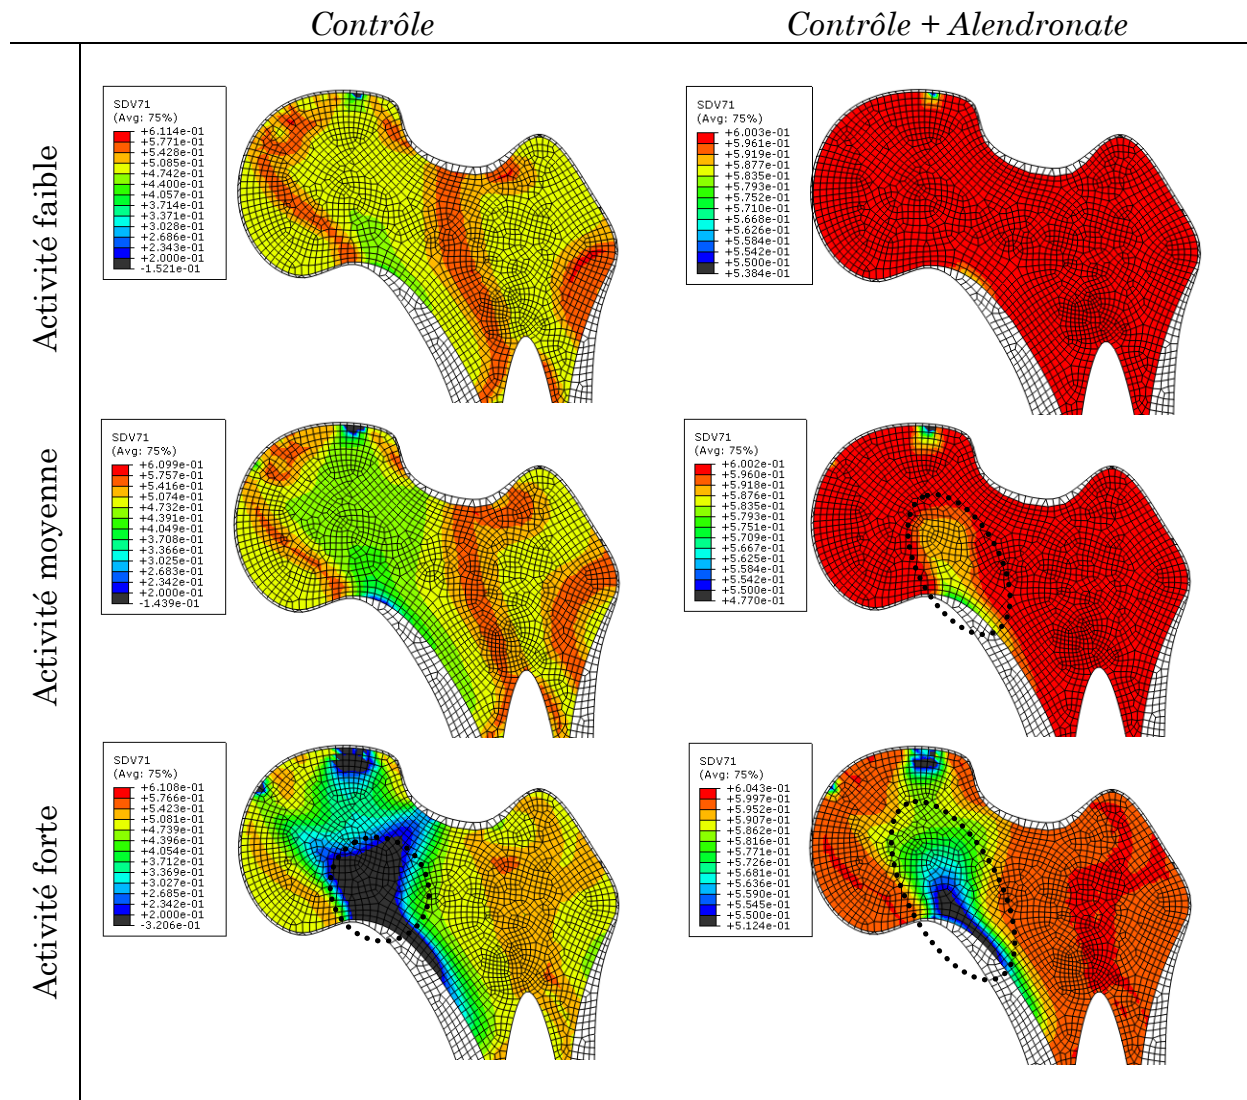 Contrôle
Contrôle + Alendronate
Activité faible
SDV71
(Avg: 75%)
+6.114e-01
+5.771e-01
+5.428e-01
+5.085e-01
+4.742e-01
+4.400e-01
+4.057e-01
+3.714e-01
+3.371e-01
+3.028e-01
+2.686e-01
+2.343e-01
+2.000e-01
-1.521e-01
SDV71
(Avg: 75%)
+6.003e-01
+5.961e-01
+5.919e-01
+5.877e-01
+5.835e-01
+5.793e-01
+5.752e-01
+5.710e-01
+5.668e-01
+5.626e-01
+5.584e-01
+5.542e-01
+5.500e-01
+5.384e-01
Activité moyenne
SDV71
(Avg: 75%)
+6.099e-01
+5.757e-01
+5.416e-01
+5.074e-01
+4.732e-01
+4.391e-01
+4.049e-01
+3.708e-01
+3.366e-01
+3.025e-01
+2.683e-01
+2.342e-01
+2.000e-01
-1.439e-01
SDV71
(Avg: 75%)
+6.002e-01
+5.960e-01
+5.918e-01
+5.876e-01
+5.835e-01
+5.793e-01
+5.751e-01
+5.709e-01
+5.667e-01
+5.625e-01
+5.584e-01
+5.542e-01
+5.500e-01
+4.770e-01
Activité forte
SDV71
(Avg: 75%)
+6.108e-01
+5.766e-01
+5.423e-01
+5.081e-01
+4.739e-01
+4.396e-01
+4.054e-01
+3.712e-01
+3.369e-01
+3.027e-01
+2.685e-01
+2.342e-01
+2.000e-01
-3.206e-01
SDV71
(Avg: 75%)
+6.043e-01
+5.997e-01
+5.952e-01
+5.907e-01
+5.862e-01
+5.816e-01
+5.771e-01
+5.726e-01
+5.681e-01
+5.636e-01
+5.590e-01
+5.545e-01
+5.500e-01
+5.124e-01